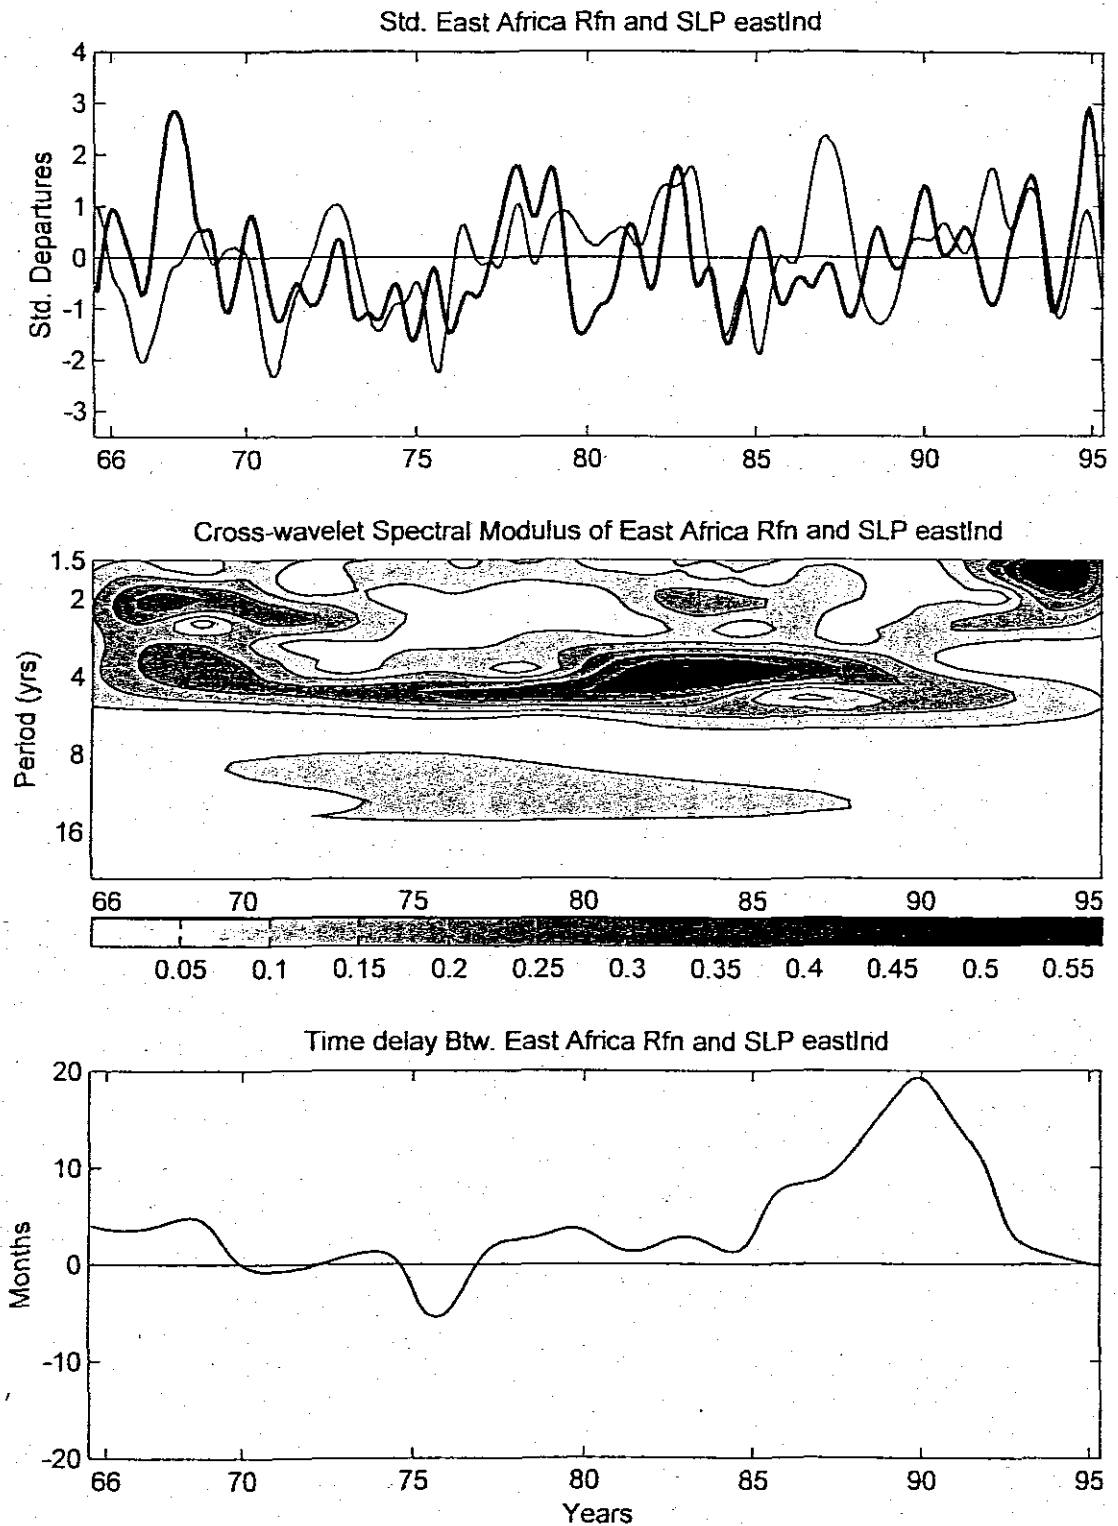 Std. East Africa Rfn and SLP eastInd
4
3
2
1
0
-1
-2
-3
Std. Departures
66 70 75 80 85 90 95
Cross-wavelet Spectral Modulus of East Africa Rfn and SLP eastInd
1.5
2
4
8
16
Period (yrs)
66 70 75 80 85 90 95
0.05 0.1 0.15 0.2 0.25 0.3 0.35 0.4 0.45 0.5 0.55
Time delay Btw. East Africa Rfn and SLP eastInd
20
10
0
-10
-20
Months
66 70 75 80 85 90 95
Years